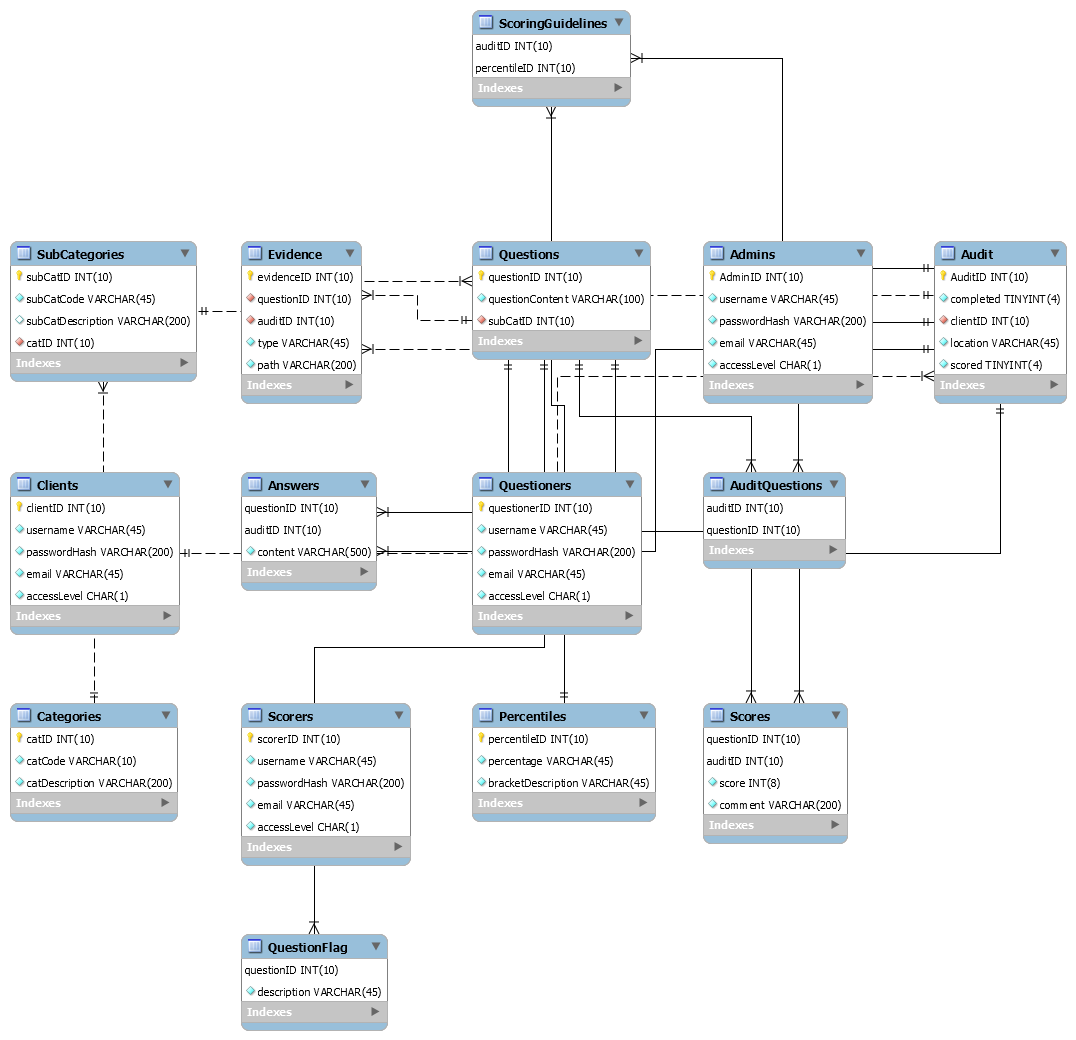 ScoringGuidelines
auditID INT(10)
percentileID INT(10)
Indexes
SubCategories
subCatID INT(10)
subCatCode VARCHAR(45)
subCatDescription VARCHAR(200)
catID INT(10)
Indexes
Evidence
evidenceID INT(10)
questionID INT(10)
auditID INT(10)
type VARCHAR(45)
path VARCHAR(200)
Indexes
Questions
questionID INT(10)
questionContent VARCHAR(100)
subCatID INT(10)
Indexes
Admins
AdminID INT(10)
username VARCHAR(45)
passwordHash VARCHAR(200)
email VARCHAR(45)
accessLevel CHAR(1)
Indexes
Audit
AuditID INT(10)
completed TINYINT(4)
clientID INT(10)
location VARCHAR(45)
scored TINYINT(4)
Indexes
Clients
clientID INT(10)
username VARCHAR(45)
passwordHash VARCHAR(200)
email VARCHAR(45)
accessLevel CHAR(1)
Indexes
Answers
questionID INT(10)
auditID INT(10)
content VARCHAR(500)
Indexes
Questioners
questionerID INT(10)
username VARCHAR(45)
passwordHash VARCHAR(200)
email VARCHAR(45)
accessLevel CHAR(1)
Indexes
AuditQuestions
auditID INT(10)
questionID INT(10)
Indexes
Categories
catID INT(10)
catCode VARCHAR(10)
catDescription VARCHAR(200)
Indexes
Scorers
scorerID INT(10)
username VARCHAR(45)
passwordHash VARCHAR(200)
email VARCHAR(45)
accessLevel CHAR(1)
Indexes
Percentiles
percentileID INT(10)
percentage VARCHAR(45)
bracketDescription VARCHAR(45)
Indexes
Scores
questionID INT(10)
auditID INT(10)
score INT(8)
comment VARCHAR(200)
Indexes
QuestionFlag
questionID INT(10)
description VARCHAR(45)
Indexes